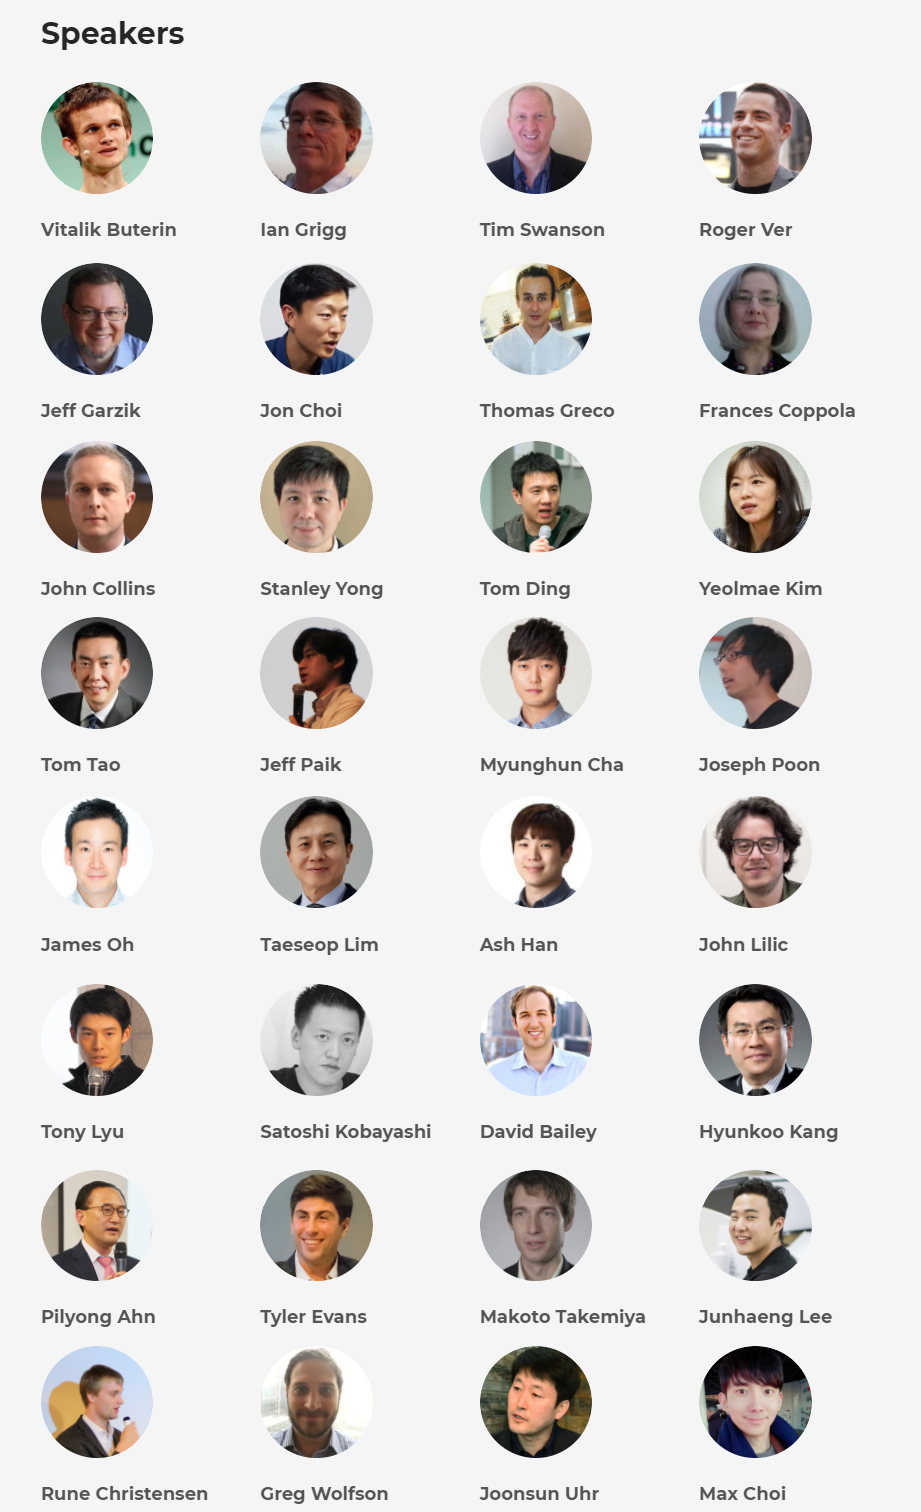 Speakers
Vitalik Buterin
Ian Grigg
Tim Swanson
Roger Ver
Jeff Garzik
Jon Choi
Thomas Greco
Frances Coppola
John Collins
Stanley Yong
Tom Ding
Yeolmae Kim
Tom Tao
Jeff Paik
Myunghun Cha
Joseph Poon
James Oh
Taeseop Lim
Ash Han
John Lilic
Tony Lyu
Satoshi Kobayashi
David Bailey
Hyunkoo Kang
Pilyong Ahn
Tyler Evans
Makoto Takemiya
Junhaeng Lee
Rune Christensen
Greg Wolfson
Joonsun Uhr
Max Choi